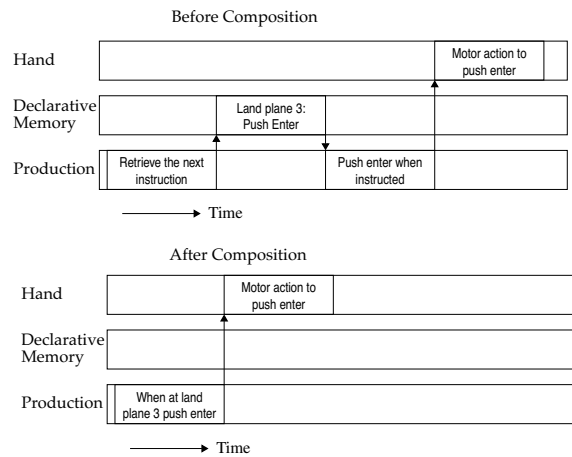 Before Composition
Hand
Motor action to
push enter
Declarative
Memory
Land plane 3:
Push Enter
Production
Retrieve the next
instruction
Push enter when
instructed
Time
After Composition
Hand
Motor action to
push enter
Declarative
Memory
Production
When at land
plane 3 push enter
Time